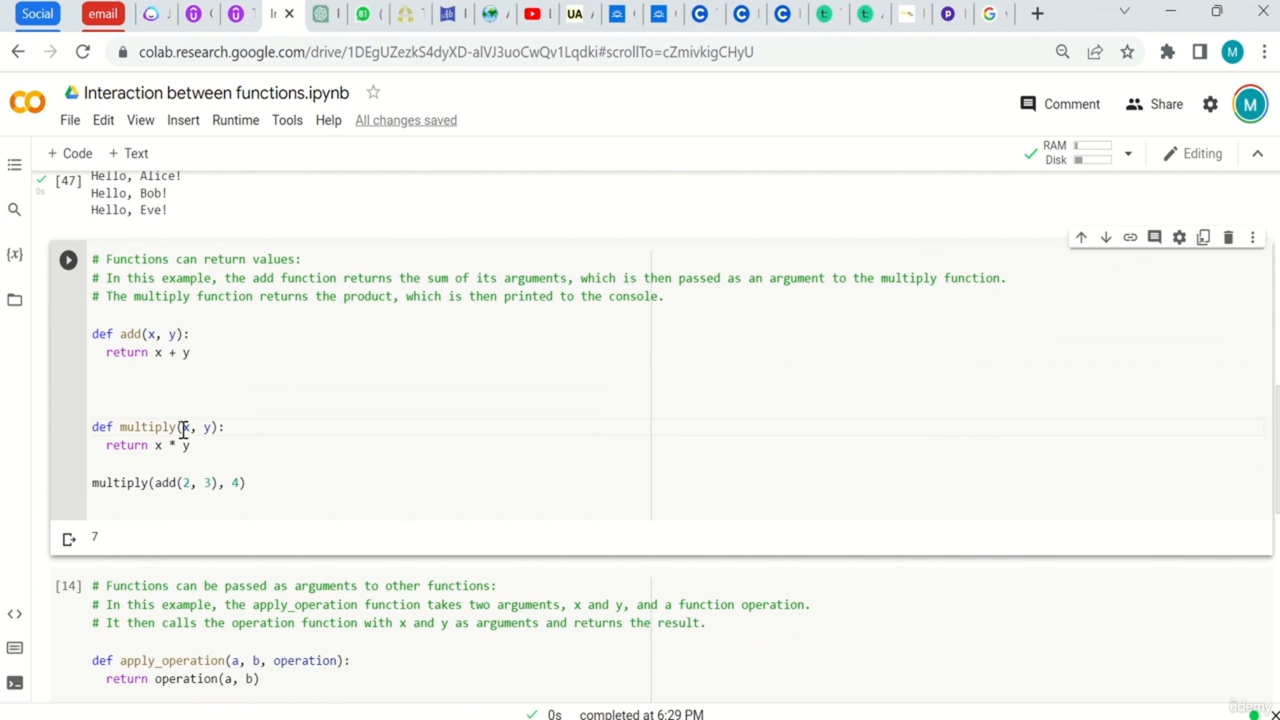 Social
email
UA
colab.research.google.com/drive/1DEgUZezkS4dyXD-alVJ3uoCwQv1Lqdki#scrollTo=cZmivkigCHyU
M
Interaction between functions.ipynb
Comment
Share
M
File Edit View Insert Runtime Tools Help All changes saved
+ Code + Text
RAM
Disk
Editing
[47]
0s
Hello, Alice!
Hello, Bob!
Hello, Eve!
{x}
# Functions can return values:
# In this example, the add function returns the sum of its arguments, which is then passed as an argument to the multiply function.
# The multiply function returns the product, which is then printed to the console.
def add(x, y):
return x + y
def multiply(x, y):
return x * y
multiply(add(2, 3), 4)
7
[14] # Functions can be passed as arguments to other functions:
# In this example, the apply_operation function takes two arguments, x and y, and a function operation.
# It then calls the operation function with x and y as arguments and returns the result.
def apply_operation(a, b, operation):
return operation(a, b)
0s completed at 6:29 PM
ûdemy